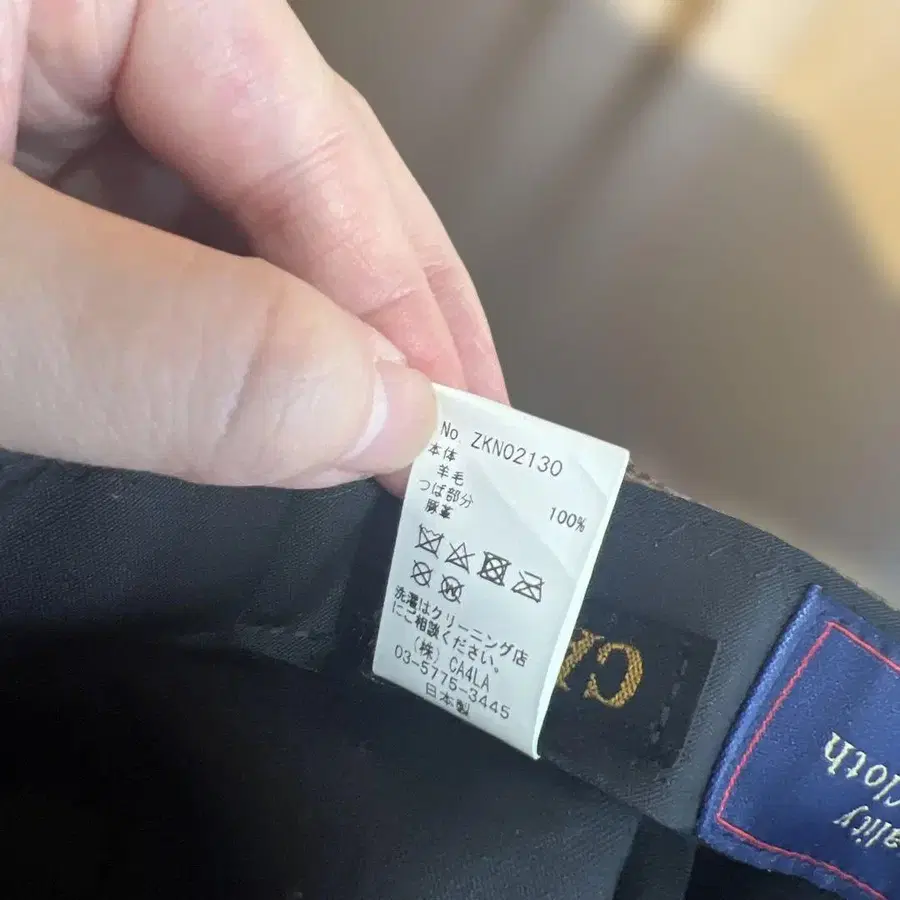 No. ZKN02130
本体
羊毛 100%
つば部分
豚革
洗濯はクリーニング店
にご相談ください。
(株) CA4LA
03-5775-3445
日本製
ality
Cloth